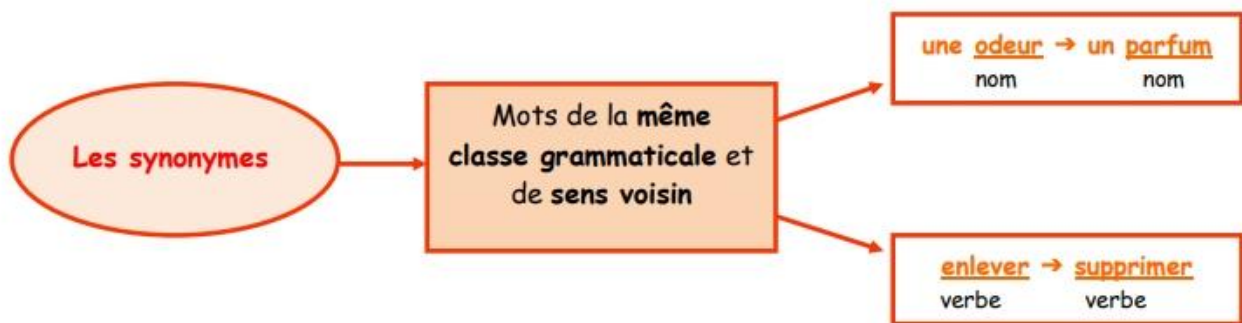 Les synonymes
Mots de la même
classe grammaticale et
de sens voisin
une odeur → un parfum
nom nom
enlever → supprimer
verbe verbe